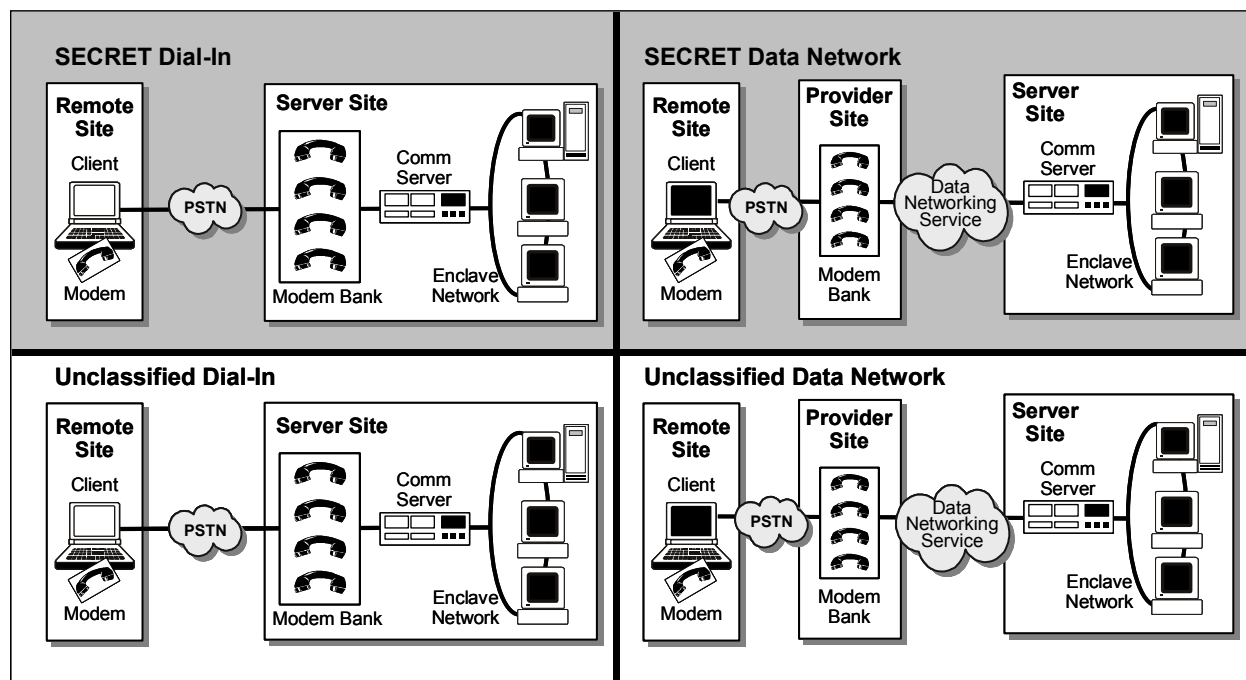 SECRET Dial-In
Remote
Site
Client
Modem
PSTN
Server Site
Modem Bank
Comm
Server
Enclave
Network
SECRET Data Network
Remote
Site
Client
Modem
PSTN
Provider
Site
Modem
Bank
Data
Networking
Service
Server
Site
Comm
Server
Enclave
Network
Unclassified Dial-In
Remote
Site
Client
Modem
PSTN
Server Site
Modem Bank
Comm
Server
Enclave
Network
Unclassified Data Network
Remote
Site
Client
Modem
PSTN
Provider
Site
Modem
Bank
Data
Networking
Service
Server
Site
Comm
Server
Enclave
Network